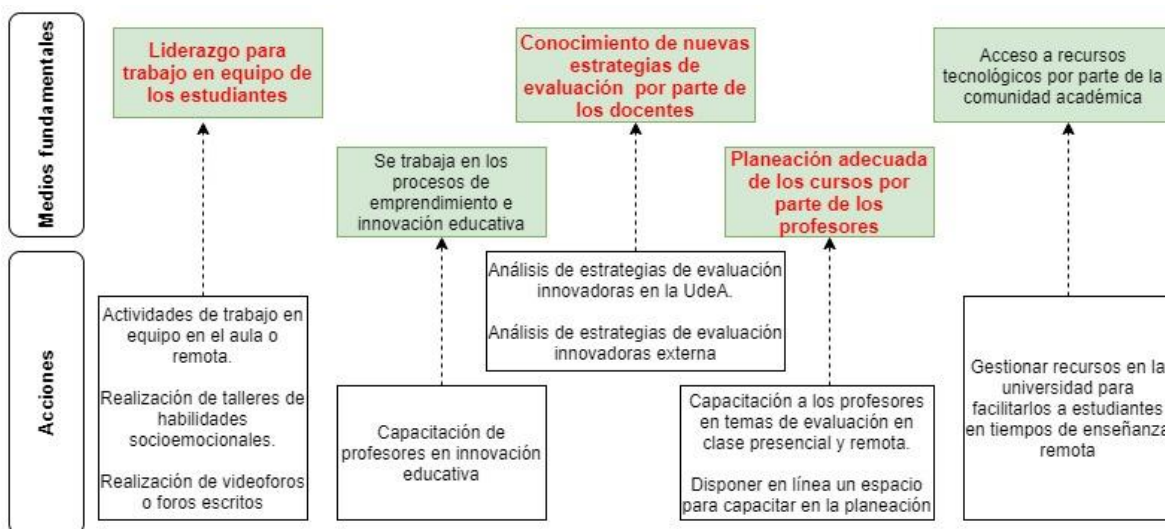 Medios fundamentales
Liderazgo para
trabajo en equipo de
los estudiantes
Se trabaja en los
procesos de
emprendimiento e
innovación educativa
Conocimiento de nuevas
estrategias de
evaluación por parte de
los docentes
Planeación adecuada
de los cursos por
parte de los
profesores
Acceso a recursos
tecnológicos por parte de la
comunidad académica
Acciones
Actividades de trabajo en
equipo en el aula o
remota.
Realización de talleres de
habilidades
socioemocionales.
Realización de videoforos
o foros escritos
Capacitación de
profesores en innovación
educativa
Análisis de estrategias de evaluación
innovadoras en la UdeA.
Análisis de estrategias de evaluación
innovadoras externa
Capacitación a los profesores
en temas de evaluación en
clase presencial y remota.
Disponer en línea un espacio
para capacitar en la planeación
Gestionar recursos en la
universidad para
facilitarlos a estudiantes
en tiempos de enseñanza
remota